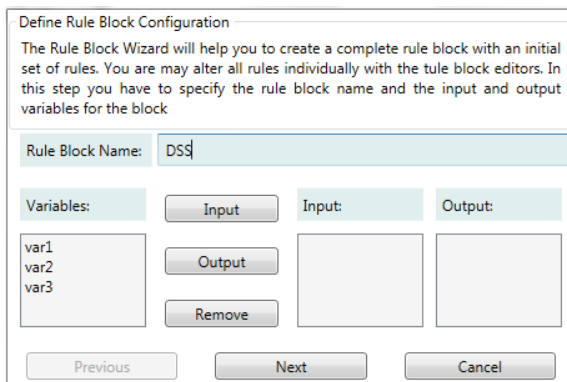 Define Rule Block Configuration
The Rule Block Wizard will help you to create a complete rule block with an initial
set of rules. You are may alter all rules individually with the tule block editors. In
this step you have to specify the rule block name and the input and output
variables for the block
Rule Block Name: DSS
Variables: Input Input: Output:
var1
var2 Output
var3
Remove
Previous Next Cancel